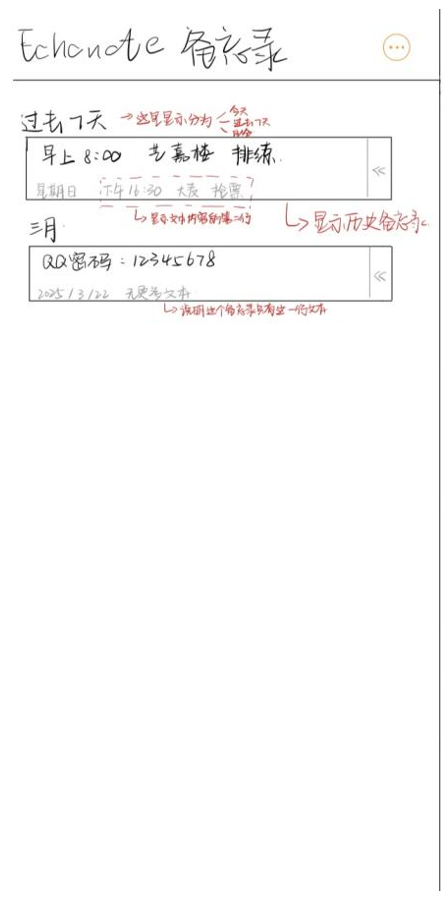 Echonote 备忘录
过去7天 →这里显示分为 今天 过去7天 月份
早上 8:00 艺嘉楼 排练.
星期日 下午16:30 大表 检票
显示文本内容的第二行
显示历史备忘录.
三月
QQ密码:12345678
2025/3/22 无更多文本
说明这个备忘录只有这一行文本